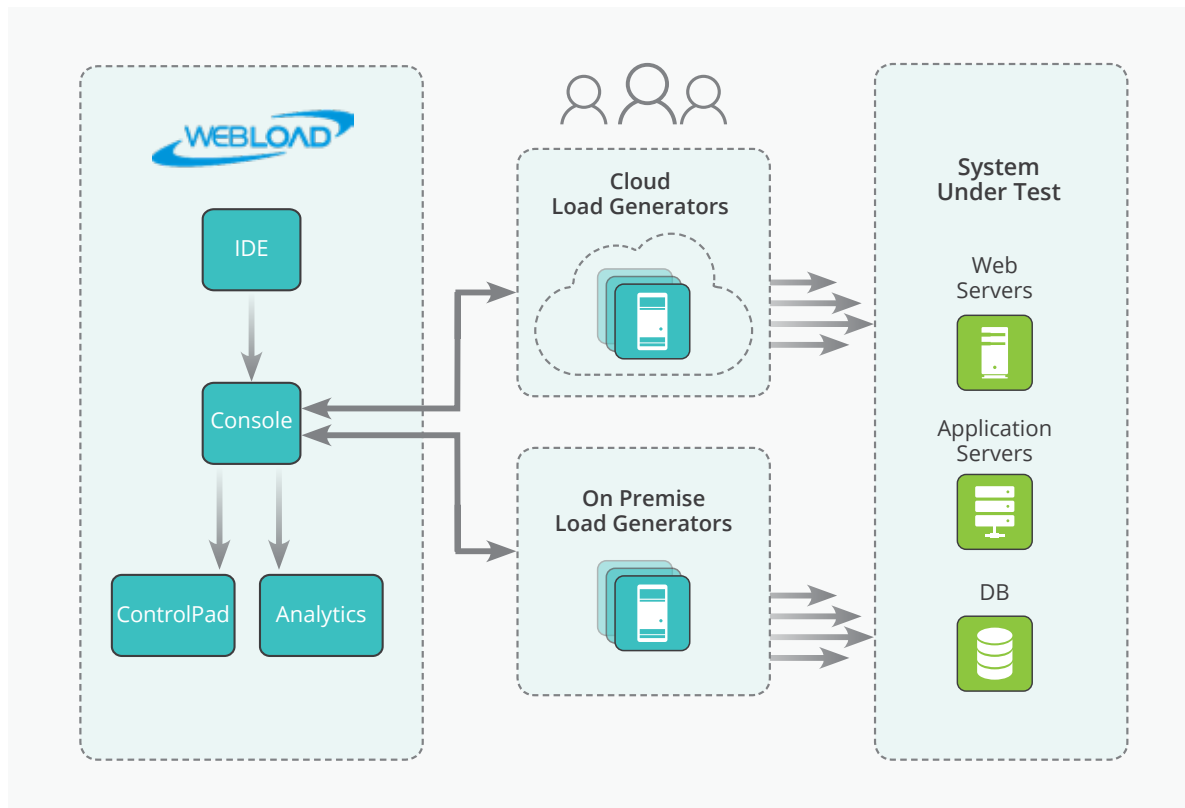 WEBLOAD
IDE
Console
ControlPad
Analytics
Cloud
Load Generators
On Premise
Load Generators
System
Under Test
Web
Servers
Application
Servers
DB